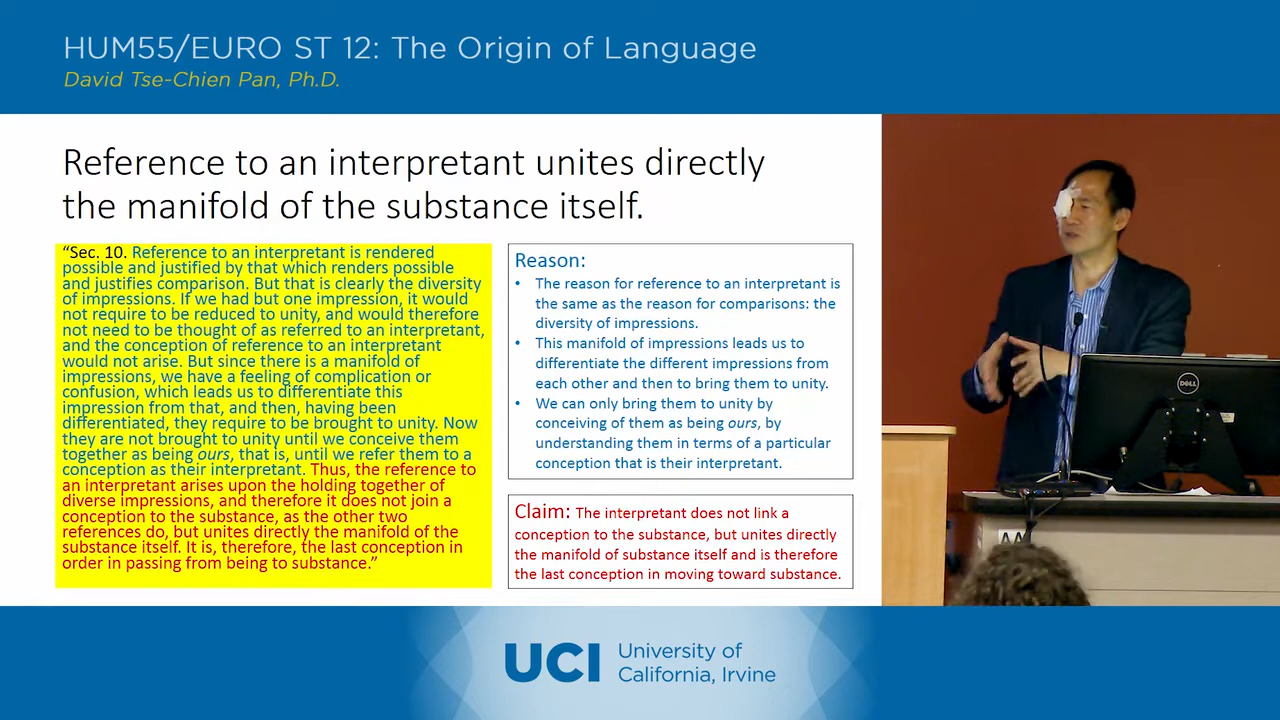 HUM55/EURO ST 12: The Origin of Language
David Tse-Chien Pan, Ph.D.
Reference to an interpretant unites directly
the manifold of the substance itself.
“Sec. 10. Reference to an interpretant is rendered
possible and justified by that which renders possible
and justifies comparison. But that is clearly the diversity
of impressions. If we had but one impression, it would
not require to be reduced to unity, and would therefore
not need to be thought of as referred to an interpretant,
and the conception of reference to an interpretant
would not arise. But since there is a manifold of
impressions, we have a feeling of complication or
confusion, which leads us to differentiate this
impression from that, and then, having been
differentiated, they require to be brought to unity. Now
they are not brought to unity until we conceive them
together as being ours, that is, until we refer them to a
conception as their interpretant. Thus, the reference to
an interpretant arises upon the holding together of
diverse impressions, and therefore it does not join a
conception to the substance, as the other two
references do, but unites directly the manifold of the
substance itself. It is, therefore, the last conception in
order in passing from being to substance.”
Reason:
• The reason for reference to an interpretant is
the same as the reason for comparisons: the
diversity of impressions.
• This manifold of impressions leads us to
differentiate the different impressions from
each other and then to bring them to unity.
• We can only bring them to unity by
conceiving of them as being ours, by
understanding them in terms of a particular
conception that is their interpretant.
Claim: The interpretant does not link a
conception to the substance, but unites directly
the manifold of substance itself and is therefore
the last conception in moving toward substance.
DELL
UCI
University of
California, Irvine